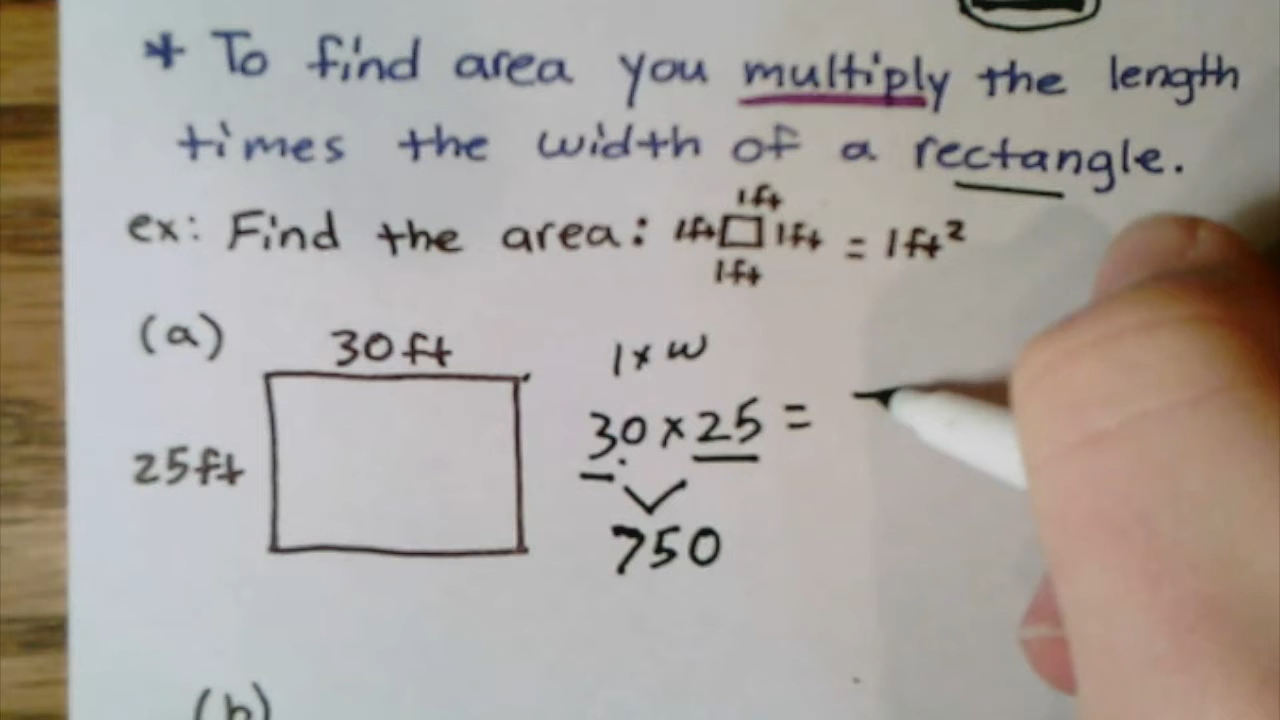 * To find area you multiply the length
times the width of a rectangle.
1ft
ex: Find the area: 1ft 1ft = 1ft²
1ft
(a)
30ft
l x w
30 x 25 =
25ft
750
(b)